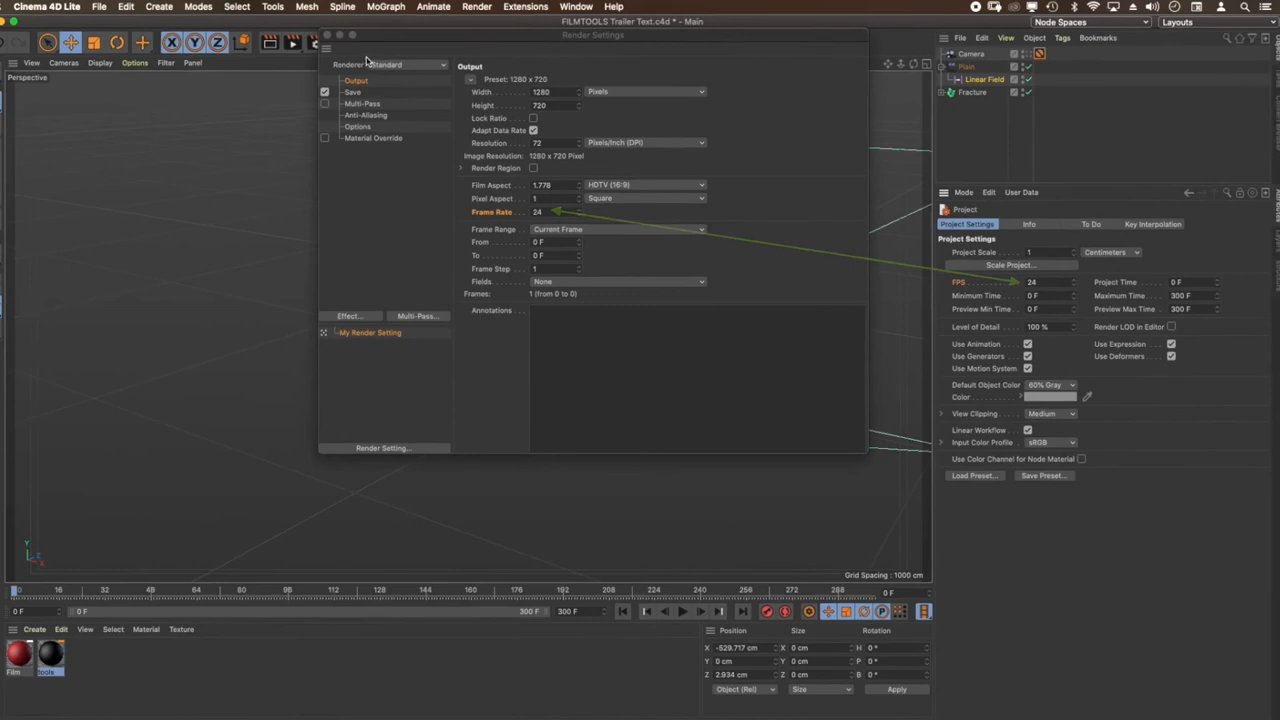 Cinema 4D Lite File Edit Create Modes Select Tools Mesh Spline MoGraph Animate Render Extensions Window Help
FILMTOOLS Trailer Text.c4d * - Main
Node Spaces Layouts
Render Settings
File Edit View Object Tags Bookmarks
Camera
Plain
Linear Field
Fracture
View Cameras Display Options Filter Panel
Perspective
Renderer Standard
Output
Save
Multi-Pass
Anti-Aliasing
Options
Material Override
Effect... Multi-Pass...
My Render Setting
Render Setting...
Output
Preset: 1280 x 720
Width 1280 Pixels
Height 720
Lock Ratio
Adapt Data Rate
Resolution 72 Pixels/Inch (DPI)
Image Resolution: 1280 x 720 Pixel
Render Region
Film Aspect 1.778 HDTV (16:9)
Pixel Aspect 1 Square
Frame Rate 24
Frame Range Current Frame
From 0 F
To 0 F
Frame Step 1
Fields None
Frames: 1 (from 0 to 0)
Annotations
Mode Edit User Data
Project
Project Settings Info To Do Key Interpolation
Project Settings
Project Scale 1 Centimeters
Scale Project...
FPS 24 Project Time 0 F
Minimum Time 0 F Maximum Time 300 F
Preview Min Time 0 F Preview Max Time 300 F
Level of Detail 100 % Render LOD in Editor
Use Animation Use Expression
Use Generators Use Deformers
Use Motion System
Default Object Color 60% Gray
Color
View Clipping Medium
Linear Workflow
Input Color Profile sRGB
Use Color Channel for Node Material
Load Preset... Save Preset...
Y
Z
X
Grid Spacing : 1000 cm
0 16 32 48 64 80 96 112 128 144 160 176 192 208 224 240 256 272 288 0 F
0 F 0 F 300 F 300 F
Create Edit View Select Material Texture
Film tools
Position Size Rotation
X -529.717 cm X 0 cm H 0 °
Y 0 cm Y 0 cm P 0 °
Z 2.934 cm Z 0 cm B 0 °
Object (Rel) Size Apply